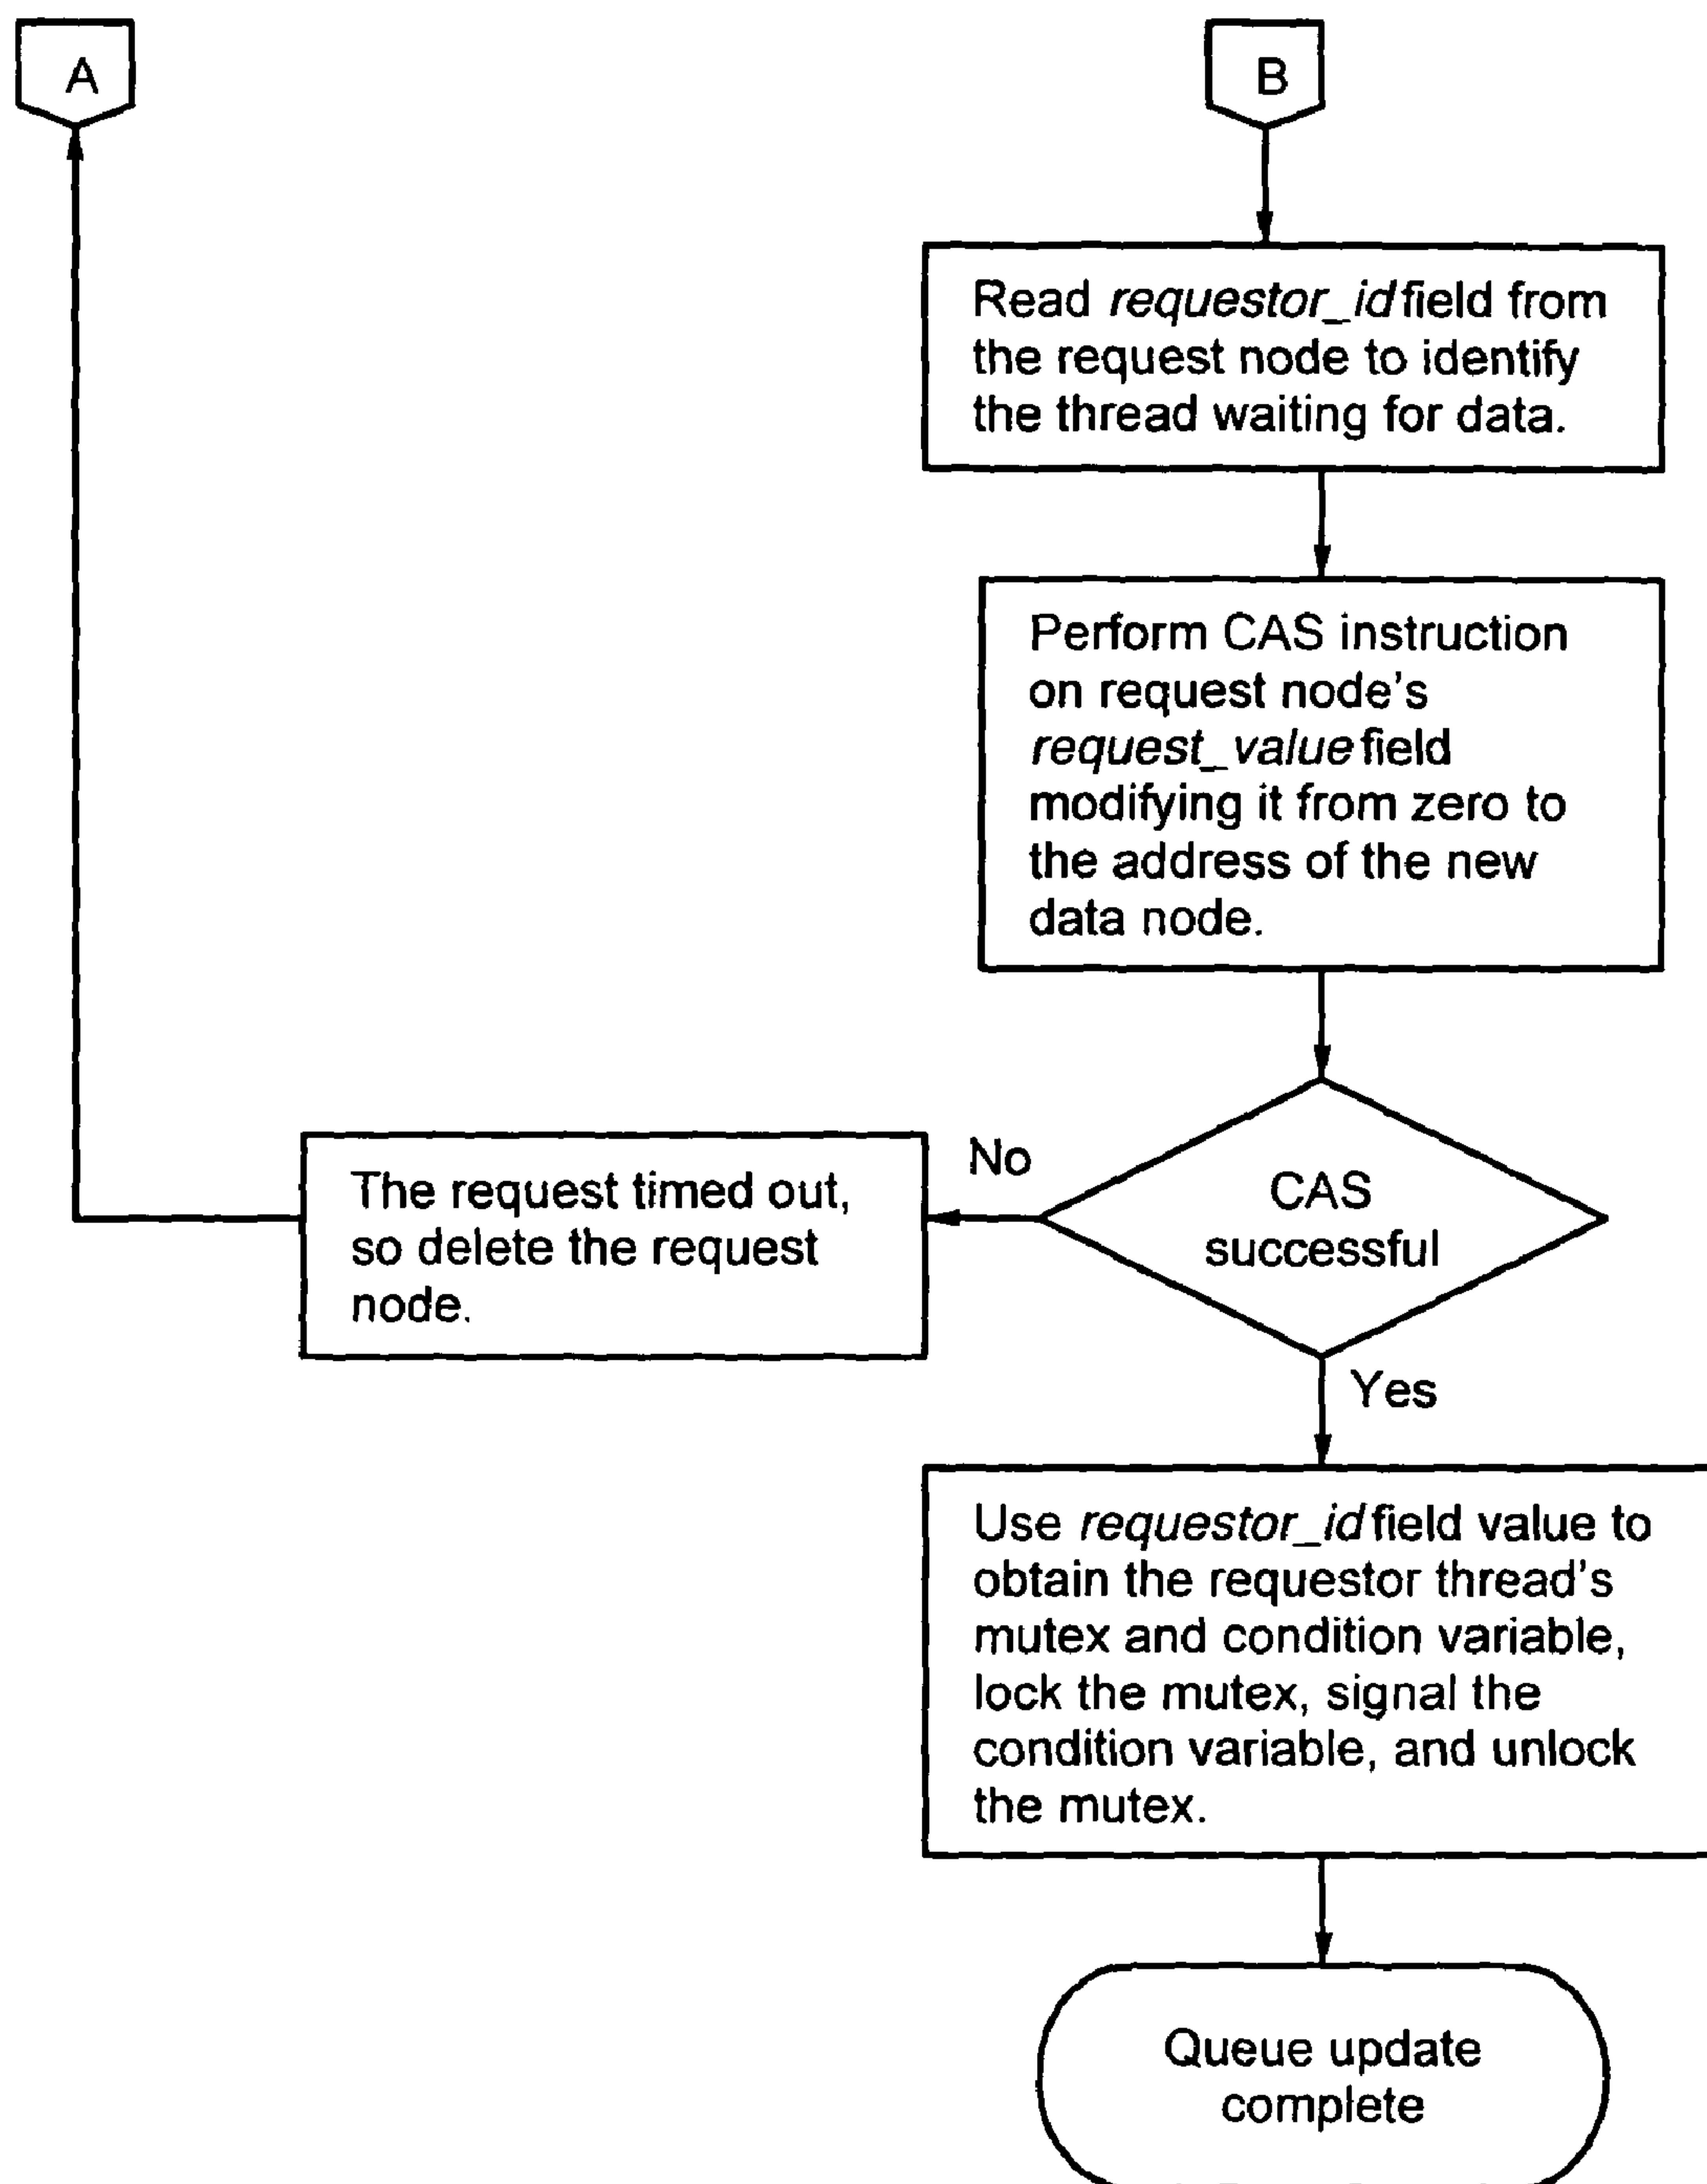 A
B
Read requestor_id field from
the request node to identify
the thread waiting for data.
Perform CAS instruction
on request node's
request_value field
modifying it from zero to
the address of the new
data node.
No
The request timed out,
so delete the request
node.
CAS
successful
Yes
Use requestor_id field value to
obtain the requestor thread's
mutex and condition variable,
lock the mutex, signal the
condition variable, and unlock
the mutex.
Queue update
complete